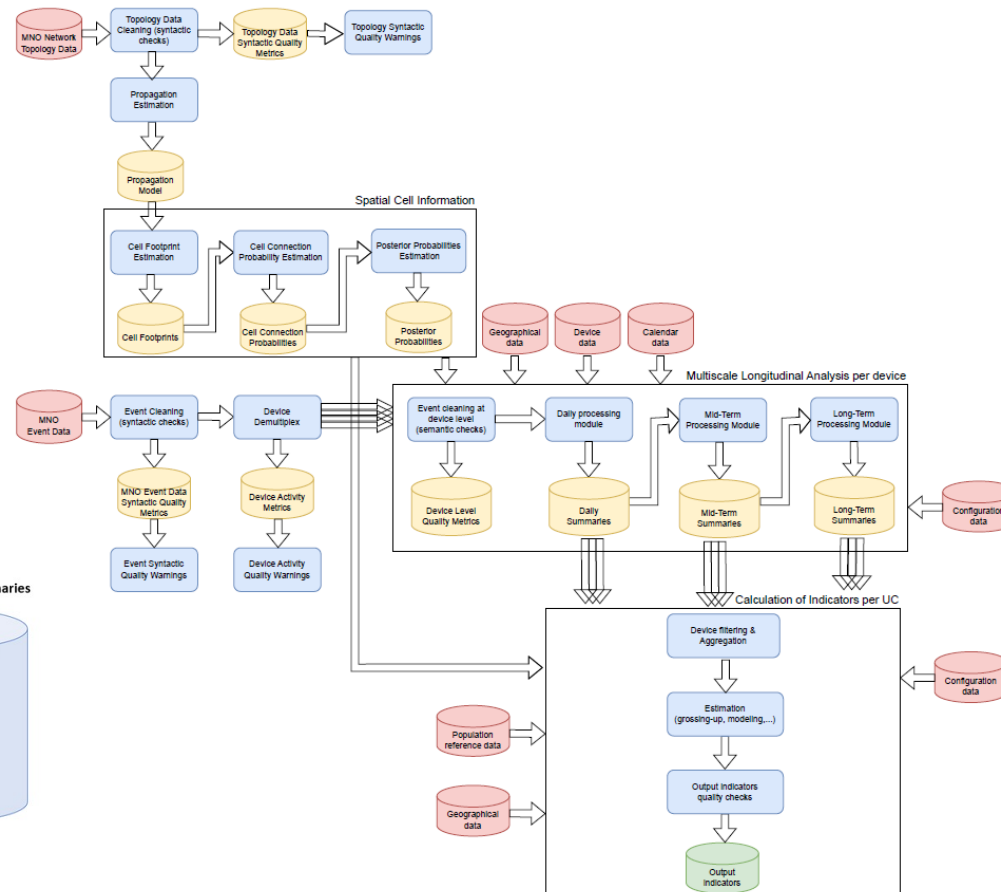 MNO Network
Topology Data
Topology Data
Cleaning (syntactic
checks)
Topology Data
Syntactic Quality
Metrics
Topology Syntactic
Quality Warnings
Propagation
Estimation
Propagation
Model
Spatial Cell Information
Cell Footprint
Estimation
Cell Connection
Probability Estimation
Posterior Probabilities
Estimation
Cell Footprints
Cell Connection
Probabilities
Posterior
Probabilities
Geographical
data
Device
data
Calendar
data
Multiscale Longitudinal Analysis per device
MNO
Event Data
Event Cleaning
(syntactic checks)
Device
Demultiplex
Event cleaning at
device level
(semantic checks)
Daily processing
module
Mid-Term
Processing Module
Long-Term
Processing Module
MNO Event Data
Syntactic Quality
Metrics
Device Activity
Metrics
Device Level
Quality Metrics
Daily
Summaries
Mid-Term
Summaries
Long-Term
Summaries
Configuration
data
Event Syntactic
Quality Warnings
Device Activity
Quality Warnings
Calculation of Indicators per UC
Device filtering &
Aggregation
Configuration
data
Estimation
(grossing-up, modeling,...)
Population
reference data
Output indicators
quality checks
Geographical
data
Output
indicators